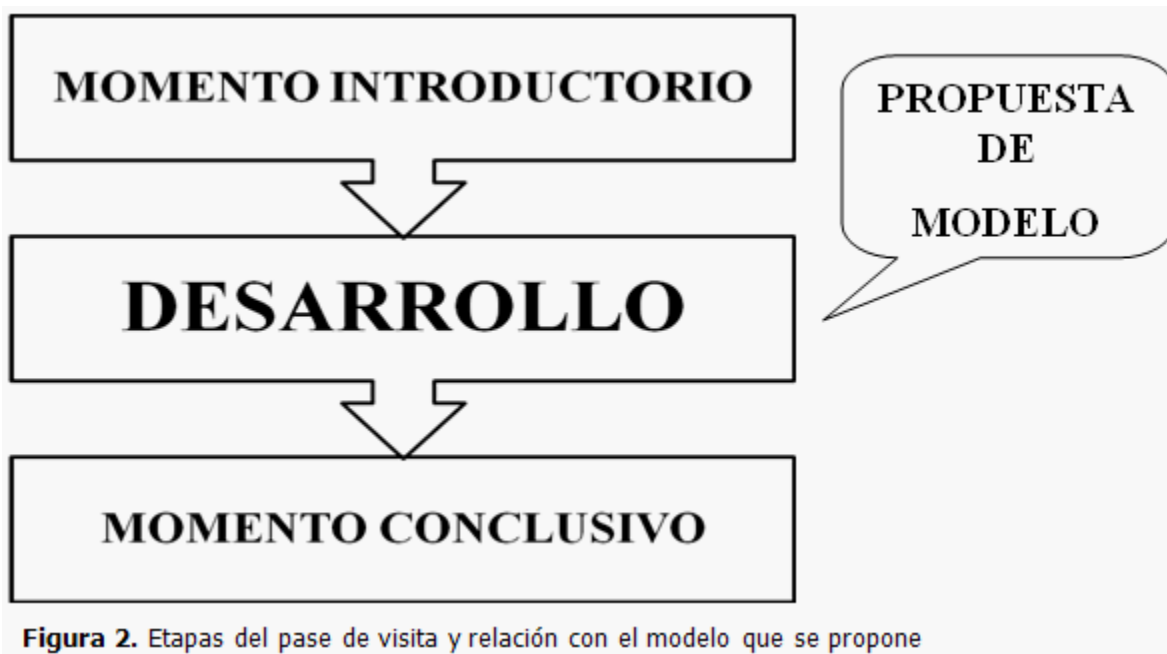 MOMENTO INTRODUCTORIO
PROPUESTA
DE
MODELO
DESARROLLO
MOMENTO CONCLUSIVO
Figura 2. Etapas del pase de visita y relación con el modelo que se propone